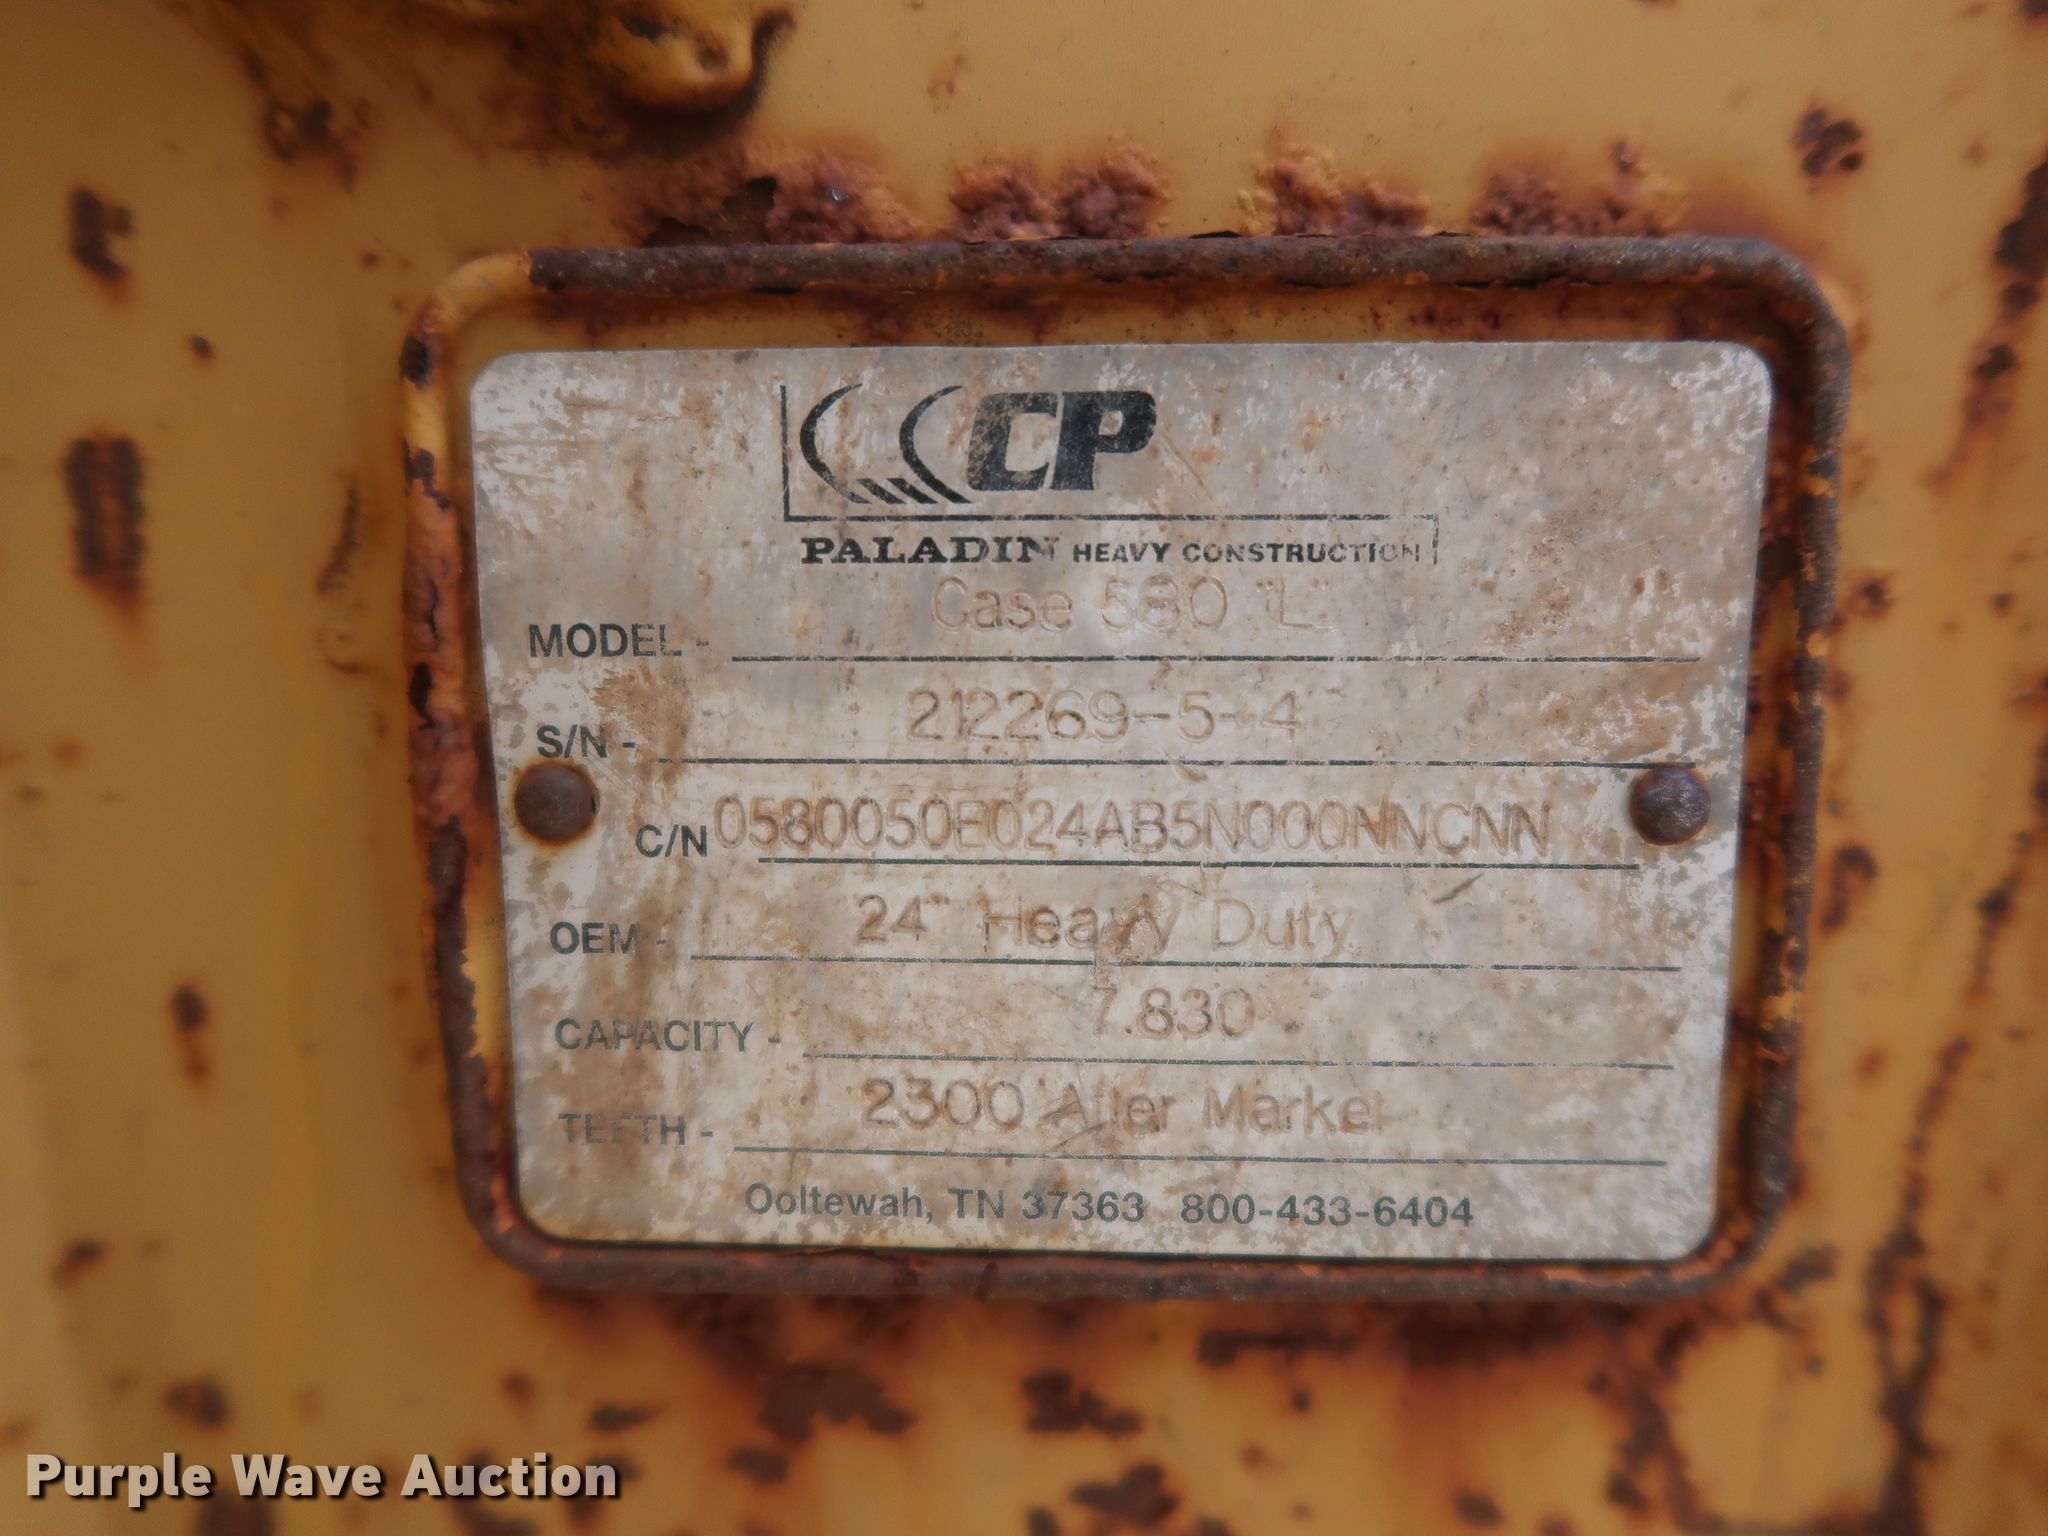 CP
PALADIN HEAVY CONSTRUCTION
MODEL - Case 580 "L"
S/N - 212269-5-4
C/N 0580050E024AB5N000NNCNN
OEM - 24" Heavy Duty
CAPACITY - 7.830
TEETH - 2300 After Market
Ooltewah, TN 37363 800-433-6404
Purple Wave Auction